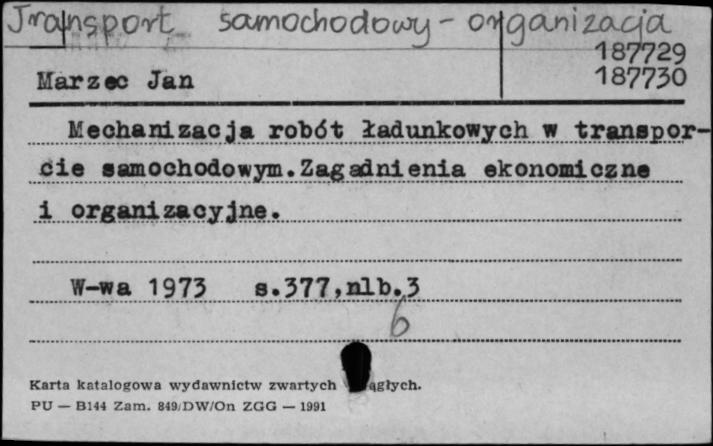 Transport samochodowy - organizacja
187729
Marzec Jan 187730
Mechanizacja robót ładunkowych w transpor-
cie samochodowym.Zagadnienia ekonomiczne
i organizacyjne.
W-wa 1973 s.377,nlb.3
6
Karta katalogowa wydawnictw zwartych
PU — B144 Zam. 849/DW/On ZGG — 1991